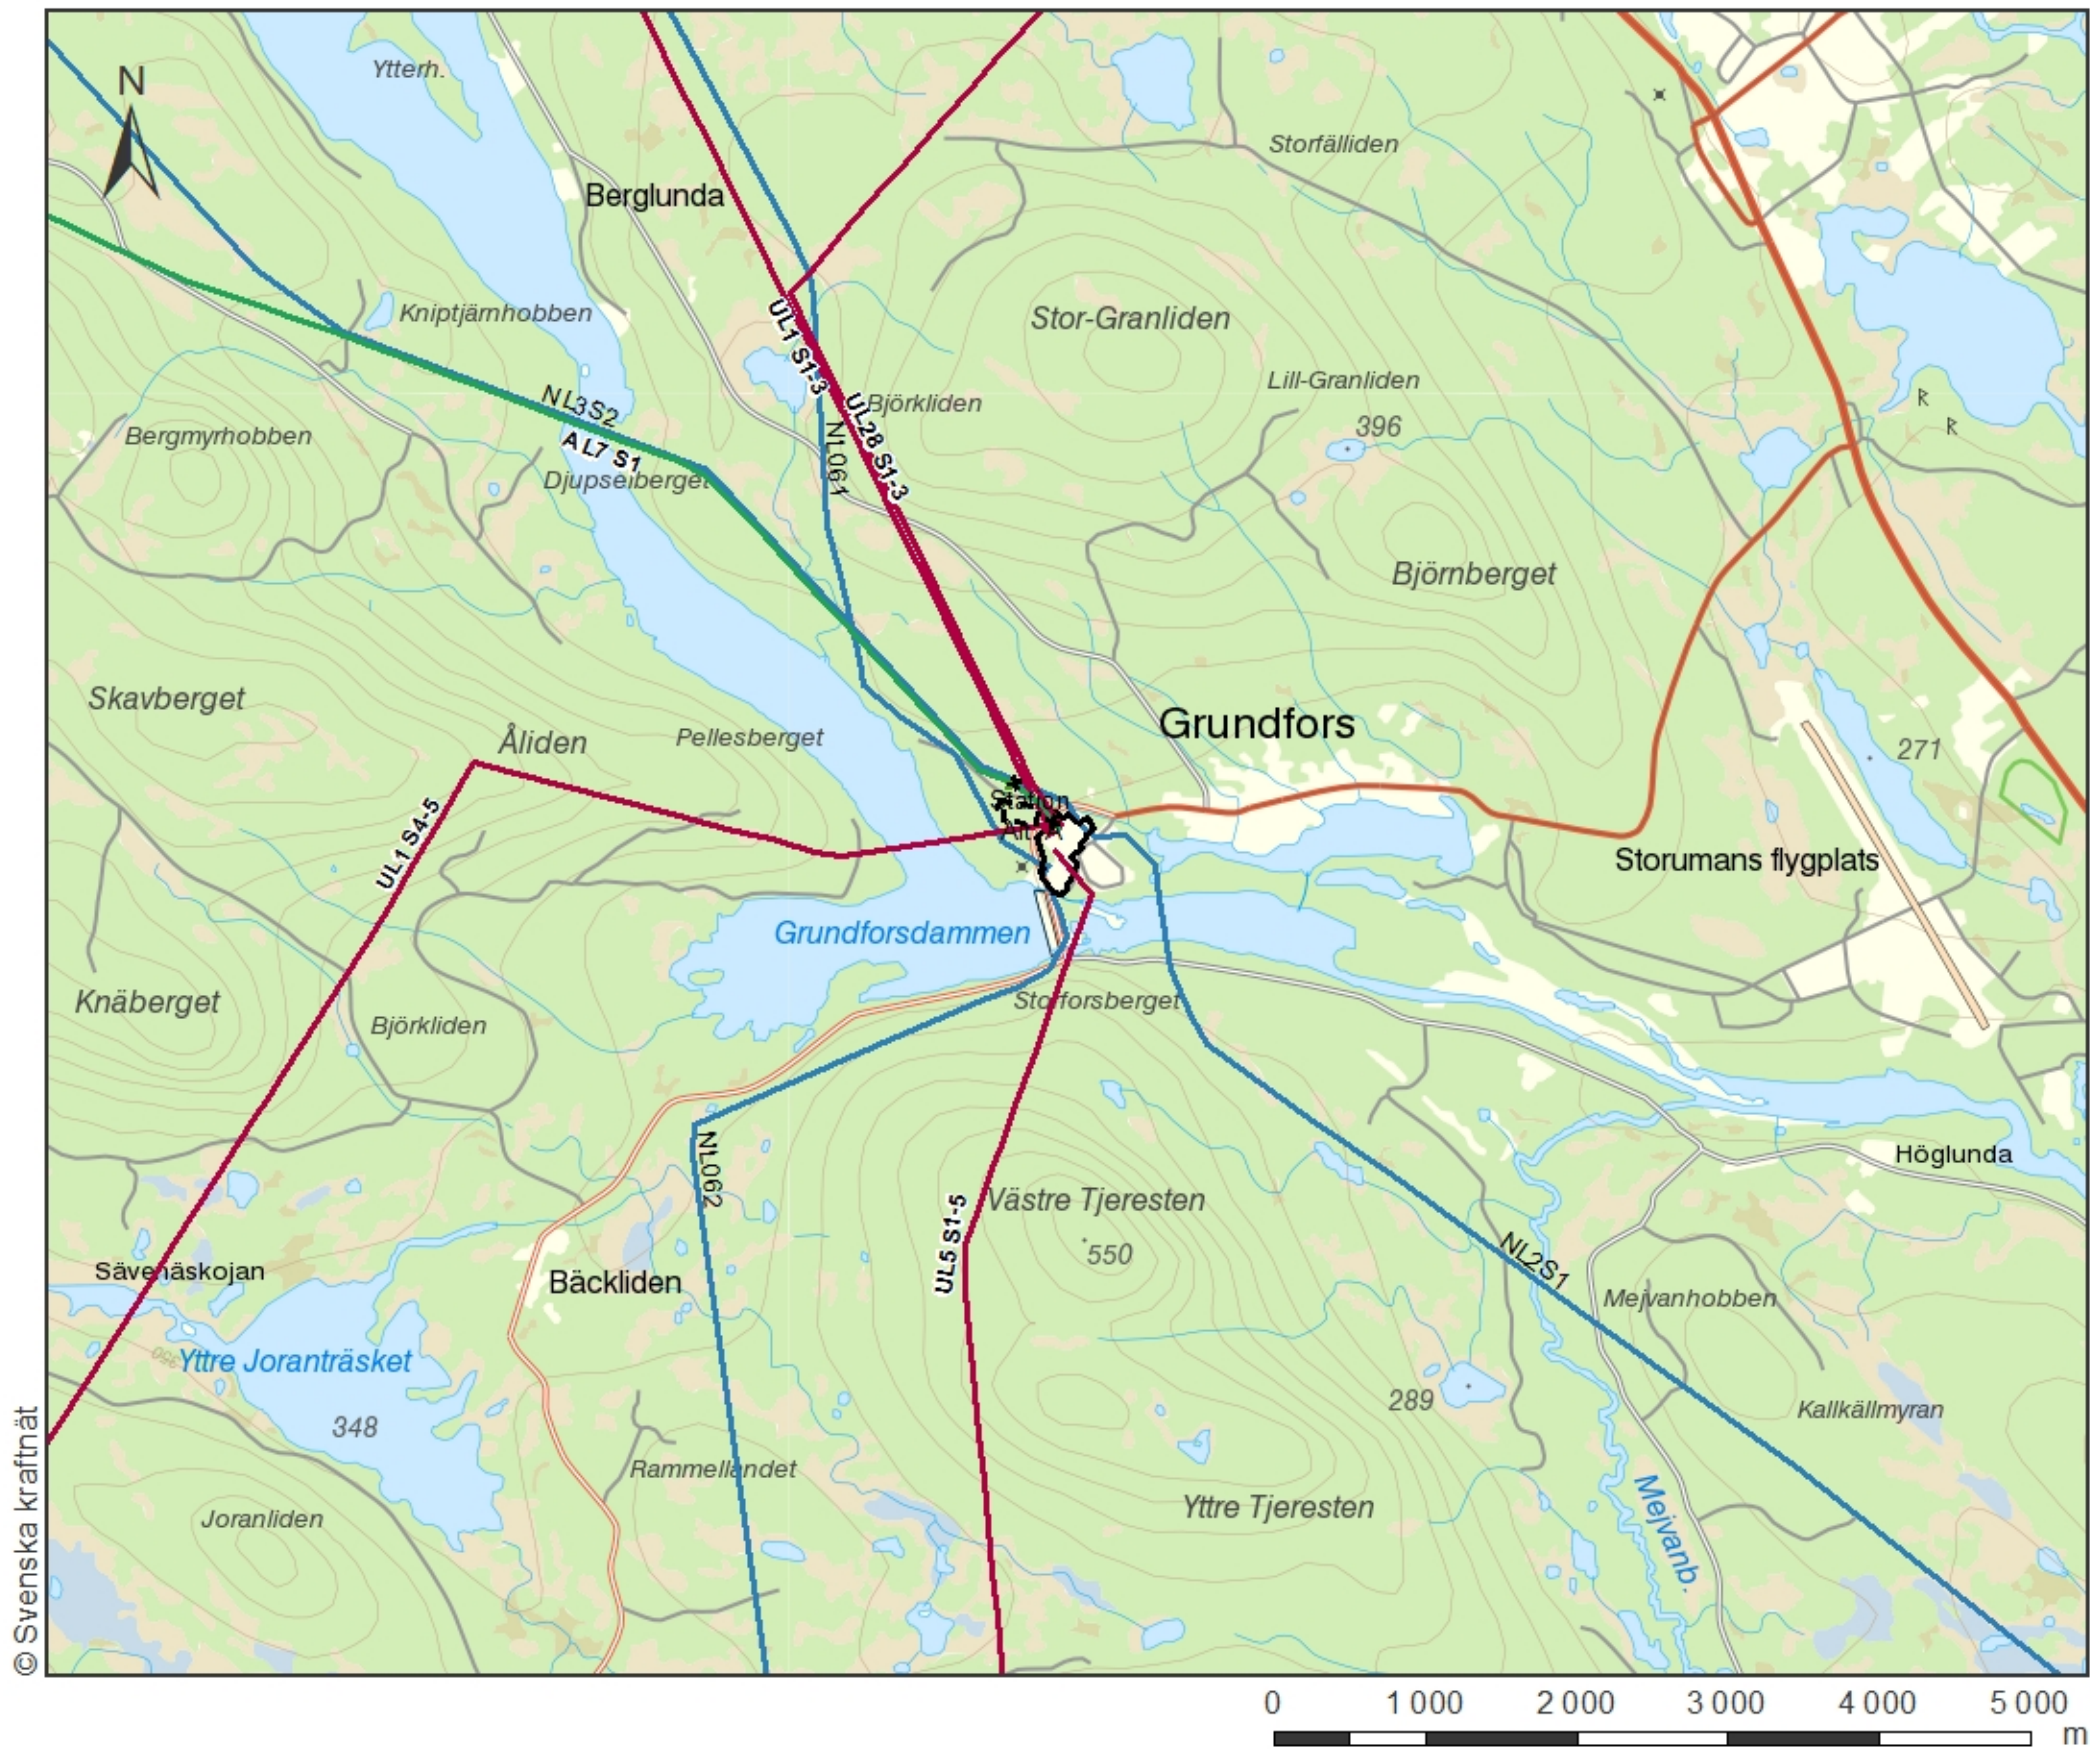 Ytterh.
N
Storfälliden
Berglunda
Kniptjärnhobben
Stor-Granliden
UL1 S1-3
Lill-Granliden
NL3S2
UL28 S1-3
Björkliden
396
Bergmyrhobben
AL7 S1
NL061
Djupselberget
Björnberget
Skavberget
Åliden
Pellesberget
Grundfors
271
Station
Alt. A
UL1 S4-5
Storumans flygplats
Grundforsdammen
Knäberget
Björkliden
Storforsberget
Höglunda
NL062
Västre Tjeresten
550
UL5 S1-5
NL2S1
Sävenäskojan
Bäckliden
Mejvanhobben
350
Yttre Joranträsket
289
Kallkällmyran
348
Rammellandet
Yttre Tjeresten
Joranliden
Mejvanb.
© Svenska kraftnät
0 1 000 2 000 3 000 4 000 5 000
m